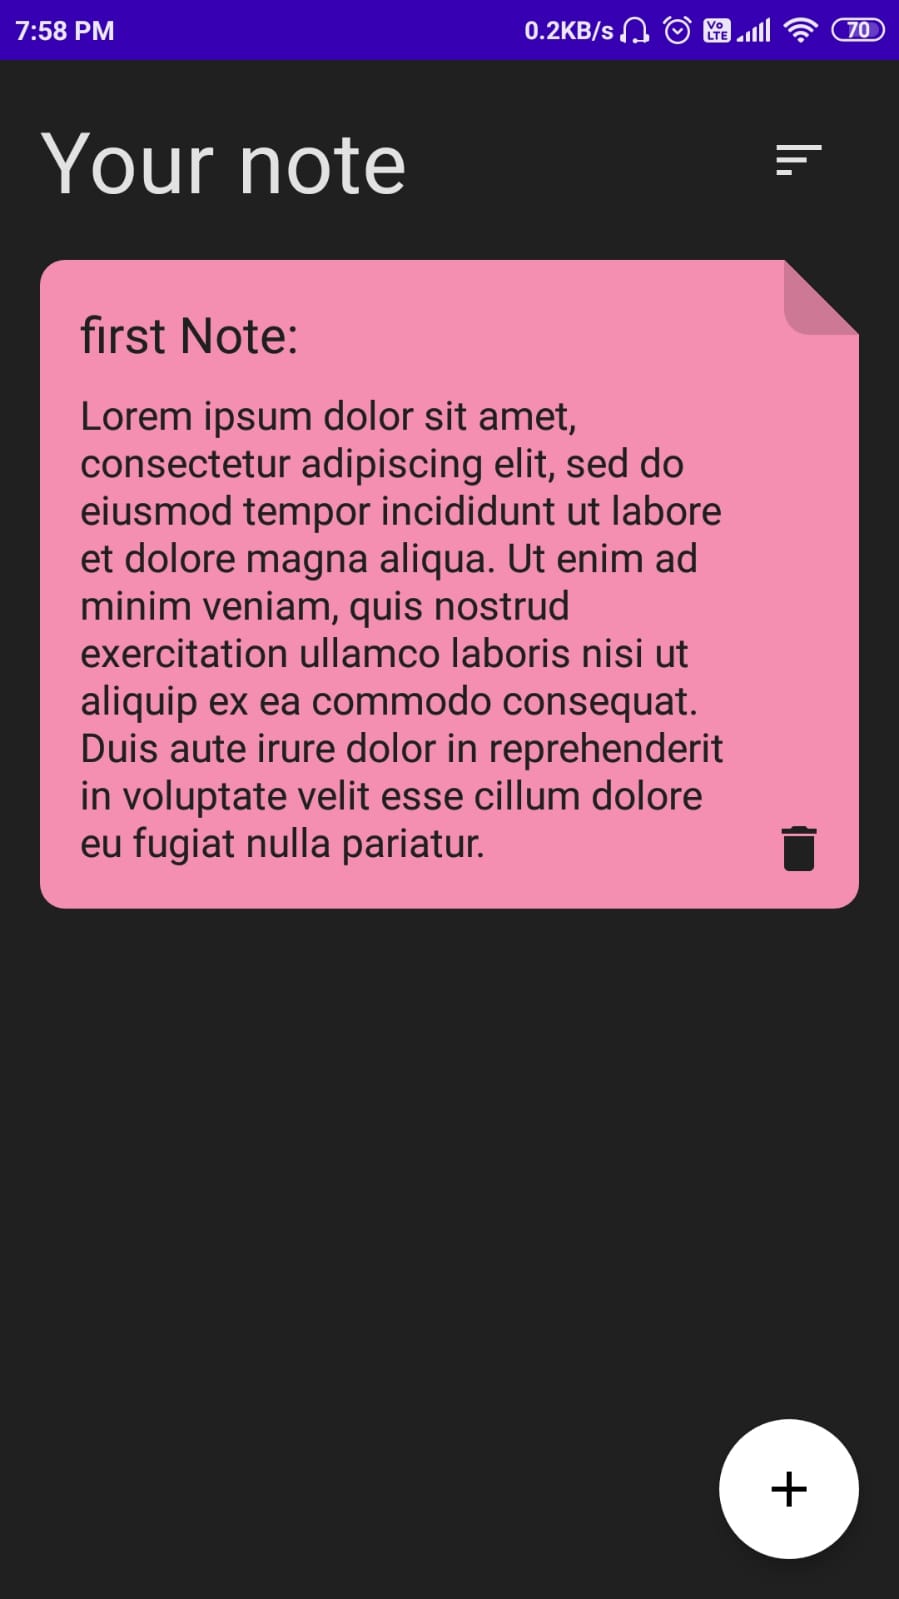 7:58 PM 0.2KB/s Vo LTE 70
Your note
first Note:
Lorem ipsum dolor sit amet,
consectetur adipiscing elit, sed do
eiusmod tempor incididunt ut labore
et dolore magna aliqua. Ut enim ad
minim veniam, quis nostrud
exercitation ullamco laboris nisi ut
aliquip ex ea commodo consequat.
Duis aute irure dolor in reprehenderit
in voluptate velit esse cillum dolore
eu fugiat nulla pariatur.